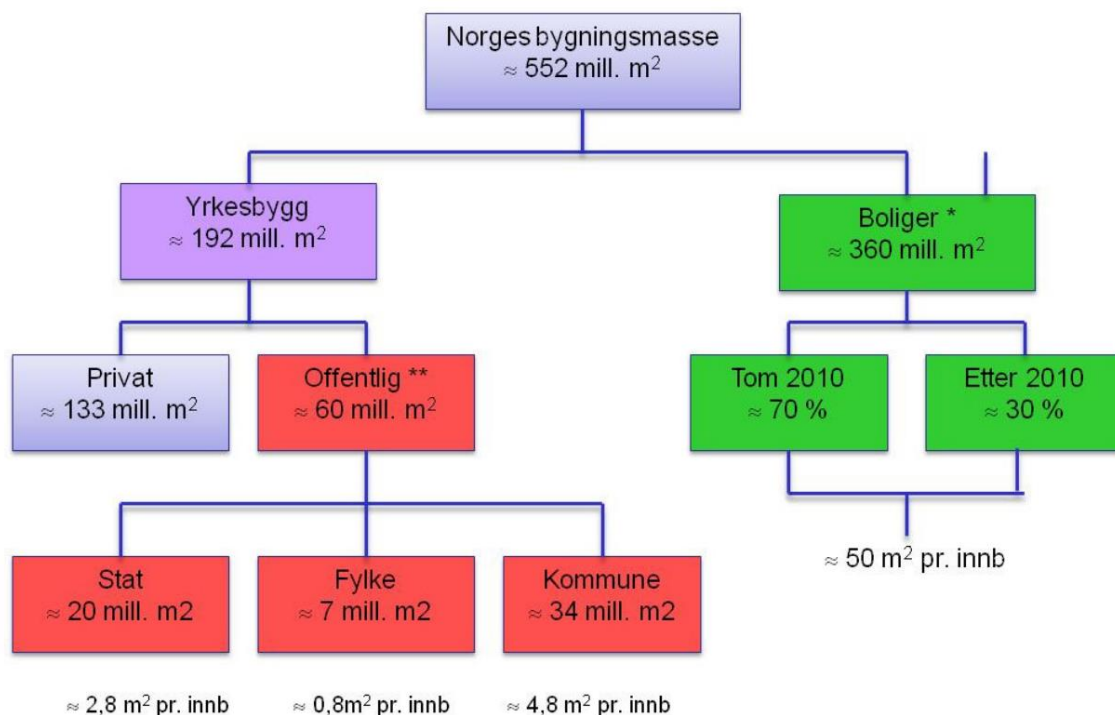 Norges bygningsmasse
≈ 552 mill. m²
Yrkesbygg
≈ 192 mill. m²
Boliger *
≈ 360 mill. m²
Privat
≈ 133 mill. m²
Offentlig **
≈ 60 mill. m²
Tom 2010
≈ 70 %
Etter 2010
≈ 30 %
≈ 50 m² pr. innb
Stat
≈ 20 mill. m2
Fylke
≈ 7 mill. m2
Kommune
≈ 34 mill. m2
≈ 2,8 m² pr. innb
≈ 0,8m² pr. innb
≈ 4,8 m² pr. innb